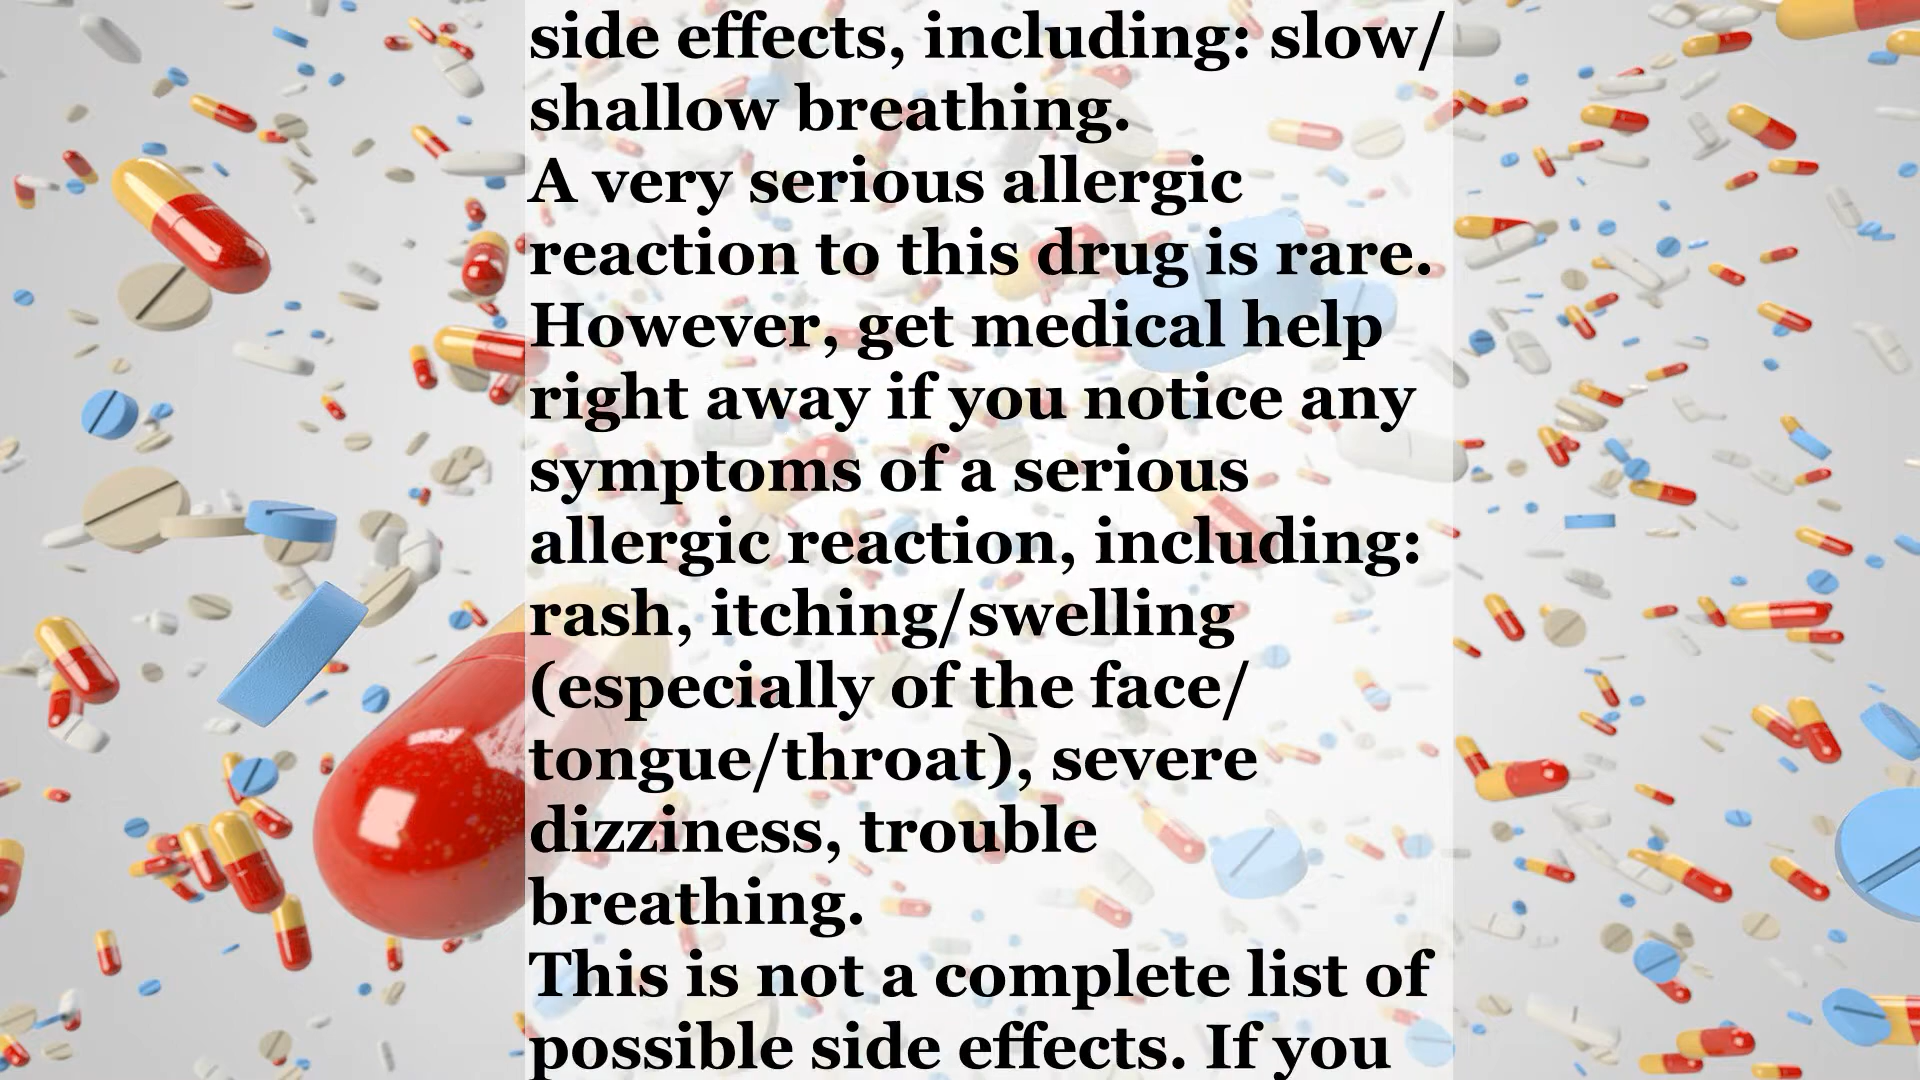 side effects, including: slow/
shallow breathing.
A very serious allergic
reaction to this drug is rare.
However, get medical help
right away if you notice any
symptoms of a serious
allergic reaction, including:
rash, itching/swelling
(especially of the face/
tongue/throat), severe
dizziness, trouble
breathing.
This is not a complete list of
possible side effects. If you